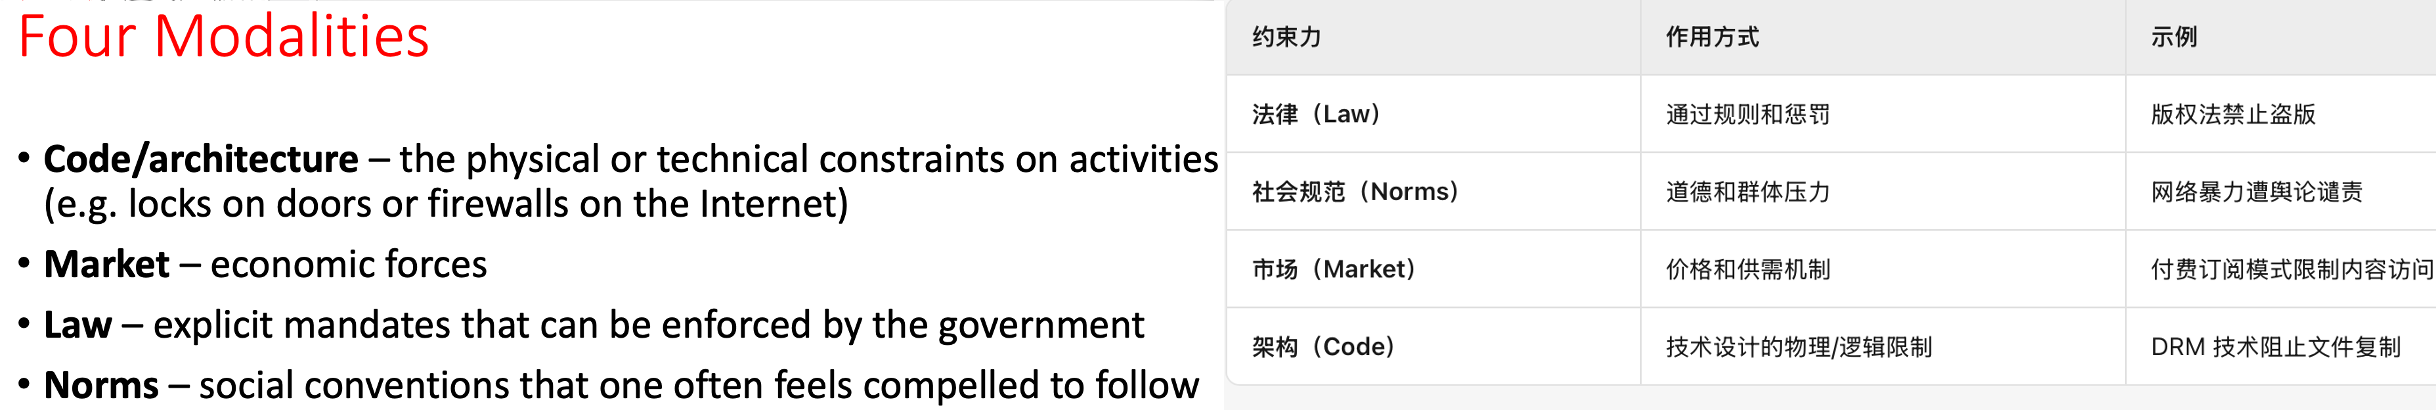 Four Modalities
• Code/architecture – the physical or technical constraints on activities
(e.g. locks on doors or firewalls on the Internet)
• Market – economic forces
• Law – explicit mandates that can be enforced by the government
• Norms – social conventions that one often feels compelled to follow
约束力 作用方式 示例
法律（Law） 通过规则和惩罚 版权法禁止盗版
社会规范（Norms） 道德和群体压力 网络暴力遭舆论谴责
市场（Market） 价格和供需机制 付费订阅模式限制内容访问
架构（Code） 技术设计的物理/逻辑限制 DRM 技术阻止文件复制